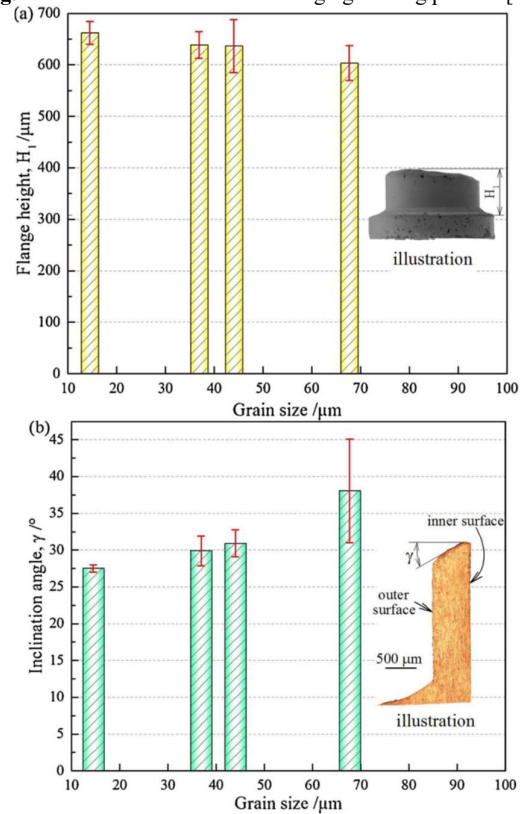 (a)
700
600
500
400
300
200
100
0
Flange height, H1 /μm
H1
illustration
10 20 30 40 50 60 70 80 90 100
Grain size /μm
(b)
45
40
35
30
25
20
15
10
5
0
Inclination angle, γ /°
inner surface
γ
outer
surface
500 μm
illustration
10 20 30 40 50 60 70 80 90 100
Grain size /μm